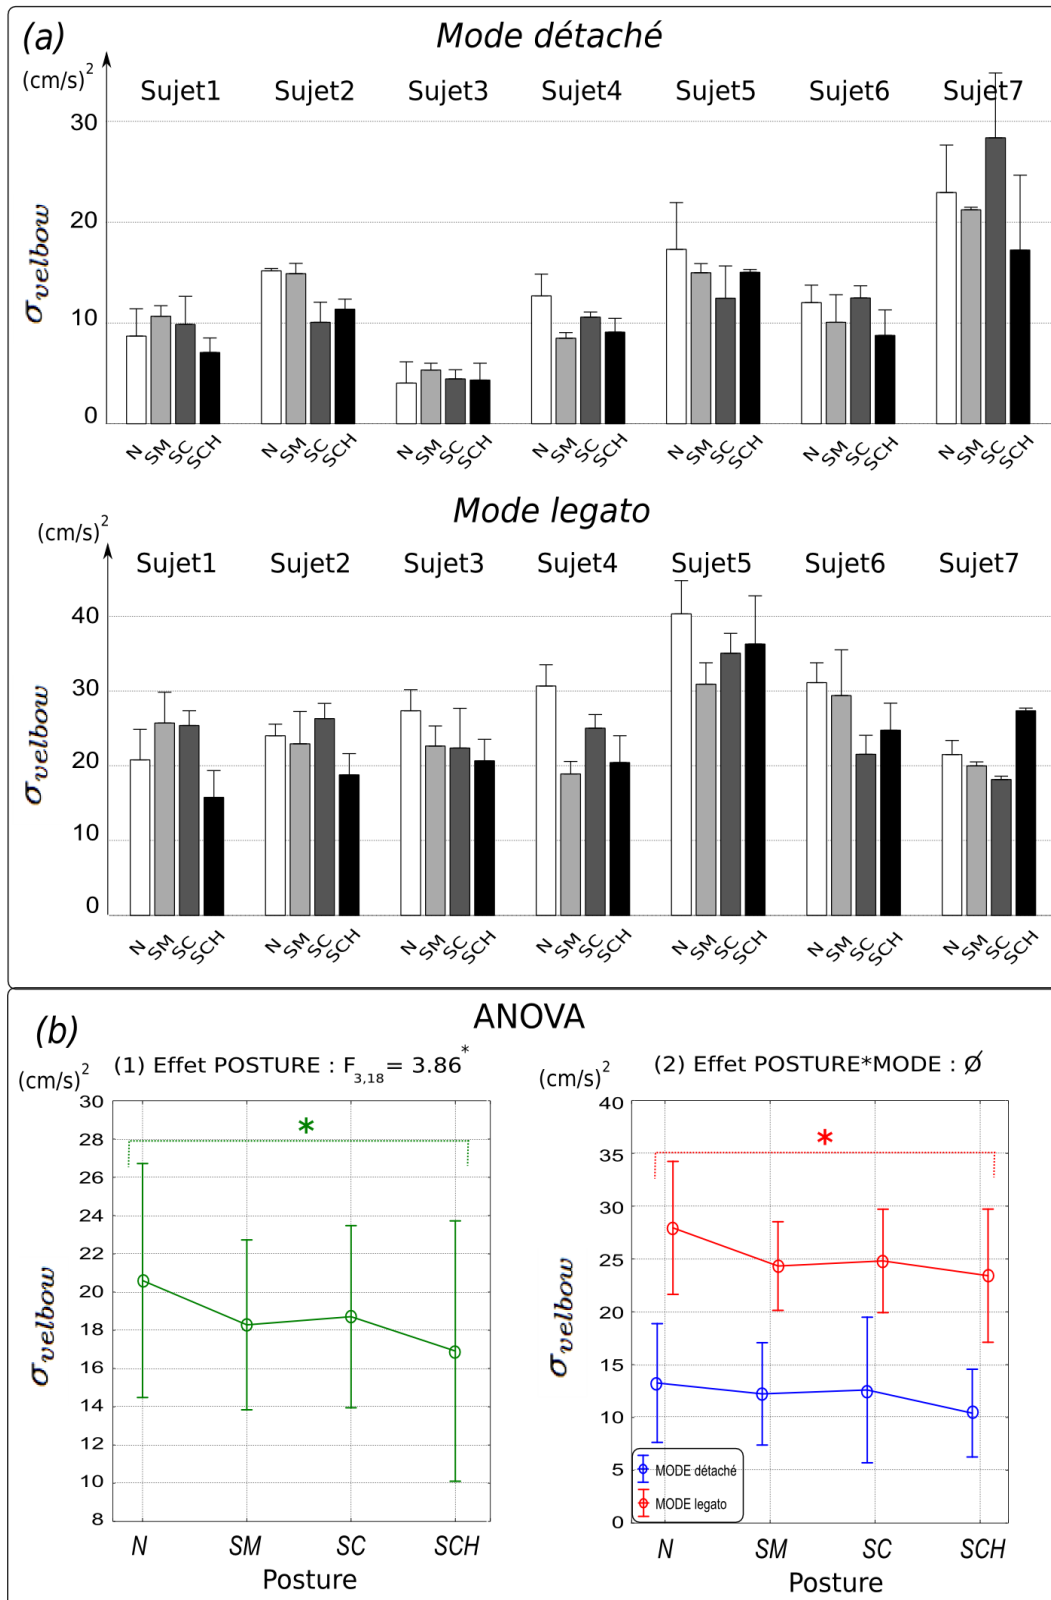 (a) Mode détaché
(cm/s)²
Sujet1 Sujet2 Sujet3 Sujet4 Sujet5 Sujet6 Sujet7
30
20
10
0
σvelbow
N SM SC SCH N SM SC SCH N SM SC SCH N SM SC SCH N SM SC SCH N SM SC SCH N SM SC SCH
Mode legato
(cm/s)²
Sujet1 Sujet2 Sujet3 Sujet4 Sujet5 Sujet6 Sujet7
40
30
20
10
0
σvelbow
N SM SC SCH N SM SC SCH N SM SC SCH N SM SC SCH N SM SC SCH N SM SC SCH N SM SC SCH
(b) ANOVA
(1) Effet POSTURE : F3,18= 3.86*
(cm/s)²
30
28
26
24
22
20
18
16
14
12
10
8
σvelbow
*
N SM SC SCH
Posture
(2) Effet POSTURE*MODE : Ø
(cm/s)²
40
35
30
25
20
15
10
5
0
σvelbow
*
MODE détaché
MODE legato
N SM SC SCH
Posture